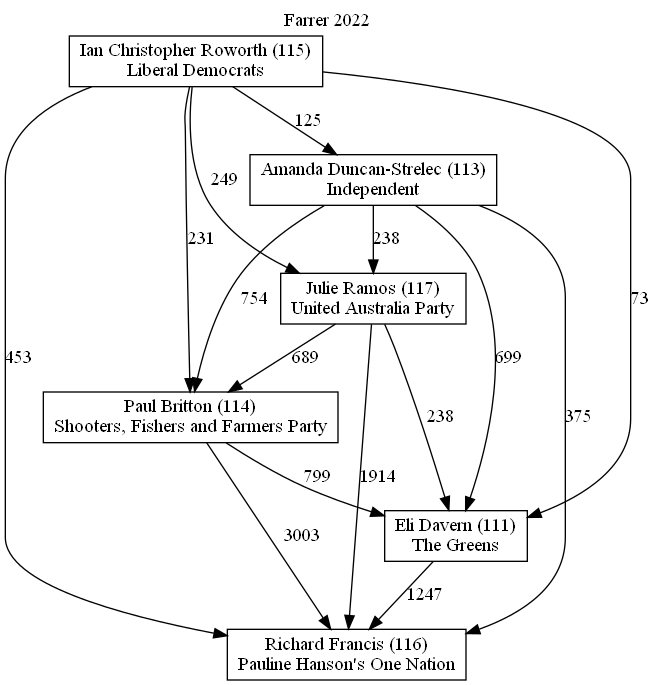 Farrer 2022
Ian Christopher Roworth (115)
Liberal Democrats
125
Amanda Duncan-Strelec (113)
Independent
249
231
238
754
73
Julie Ramos (117)
United Australia Party
453
689
699
375
Paul Britton (114)
Shooters, Fishers and Farmers Party
238
799
1914
3003
Eli Davern (111)
The Greens
1247
Richard Francis (116)
Pauline Hanson's One Nation